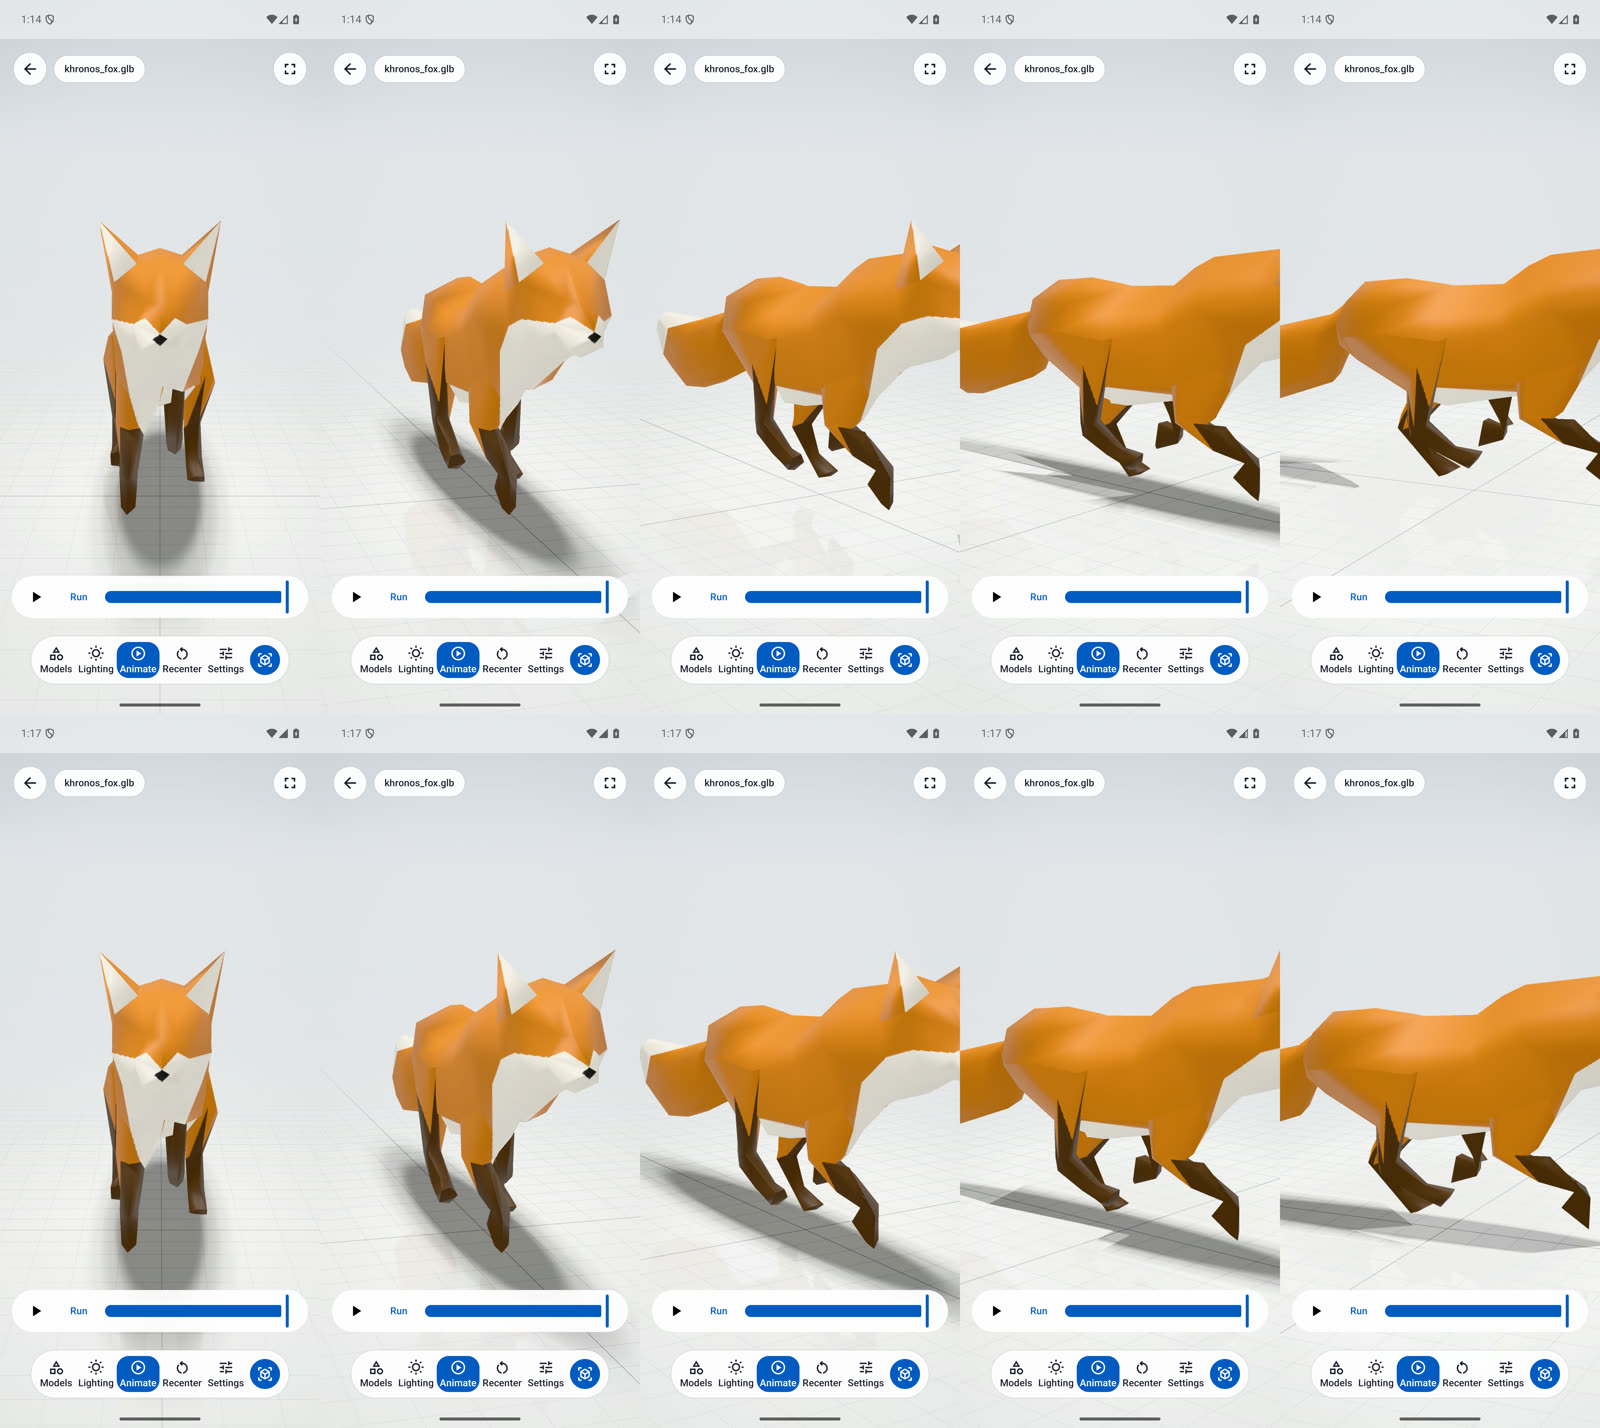 1:14 1:14 1:14 1:14 1:14
khronos_fox.glb khronos_fox.glb khronos_fox.glb khronos_fox.glb khronos_fox.glb
Run Run Run Run Run
Models Lighting Animate Recenter Settings Models Lighting Animate Recenter Settings Models Lighting Animate Recenter Settings Models Lighting Animate Recenter Settings Models Lighting Animate Recenter Settings
1:17 1:17 1:17 1:17 1:17
khronos_fox.glb khronos_fox.glb khronos_fox.glb khronos_fox.glb khronos_fox.glb
Run Run Run Run Run
Models Lighting Animate Recenter Settings Models Lighting Animate Recenter Settings Models Lighting Animate Recenter Settings Models Lighting Animate Recenter Settings Models Lighting Animate Recenter Settings